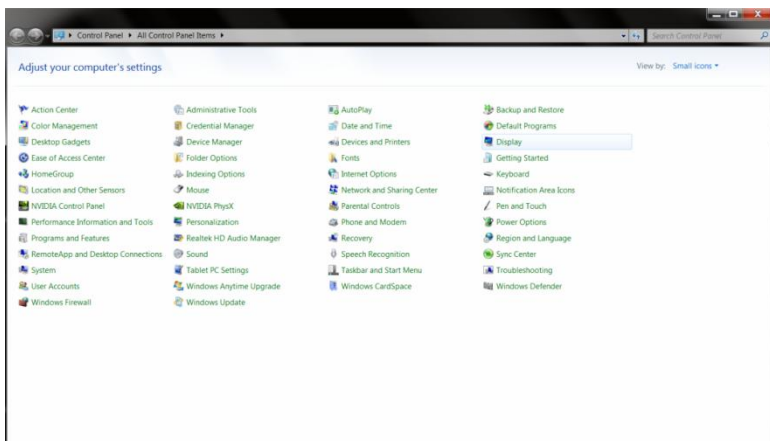 Control Panel ▸ All Control Panel Items ▸ Search Control Panel
Adjust your computer's settings View by: Small icons
Action Center Administrative Tools AutoPlay Backup and Restore
Color Management Credential Manager Date and Time Default Programs
Desktop Gadgets Device Manager Devices and Printers Display
Ease of Access Center Folder Options Fonts Getting Started
HomeGroup Indexing Options Internet Options Keyboard
Location and Other Sensors Mouse Network and Sharing Center Notification Area Icons
NVIDIA Control Panel NVIDIA PhysX Parental Controls Pen and Touch
Performance Information and Tools Personalization Phone and Modem Power Options
Programs and Features Realtek HD Audio Manager Recovery Region and Language
RemoteApp and Desktop Connections Sound Speech Recognition Sync Center
System Tablet PC Settings Taskbar and Start Menu Troubleshooting
User Accounts Windows Anytime Upgrade Windows CardSpace Windows Defender
Windows Firewall Windows Update